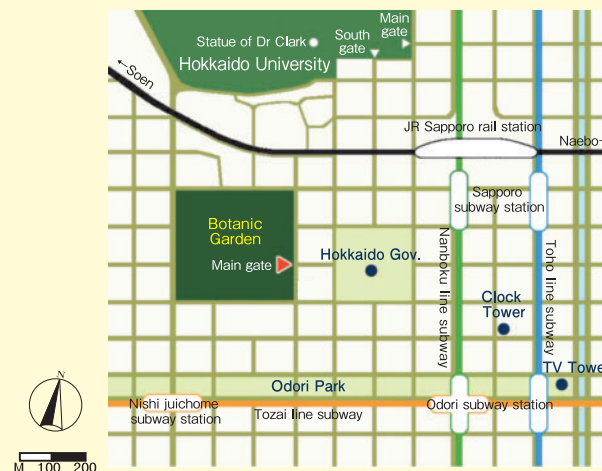 Main
gate
South
gate
Statue of Dr Clark
Hokkaido University
←Soen
JR Sapporo rail station
Naebo
Sapporo
subway station
Botanic
Garden
Main gate
Hokkaido Gov.
Nanboku line subway
Toho line subway
Clock
Tower
TV Towe
Odori Park
Nishi juichome
subway station
Tozai line subway
Odori subway station
N
M 100 200